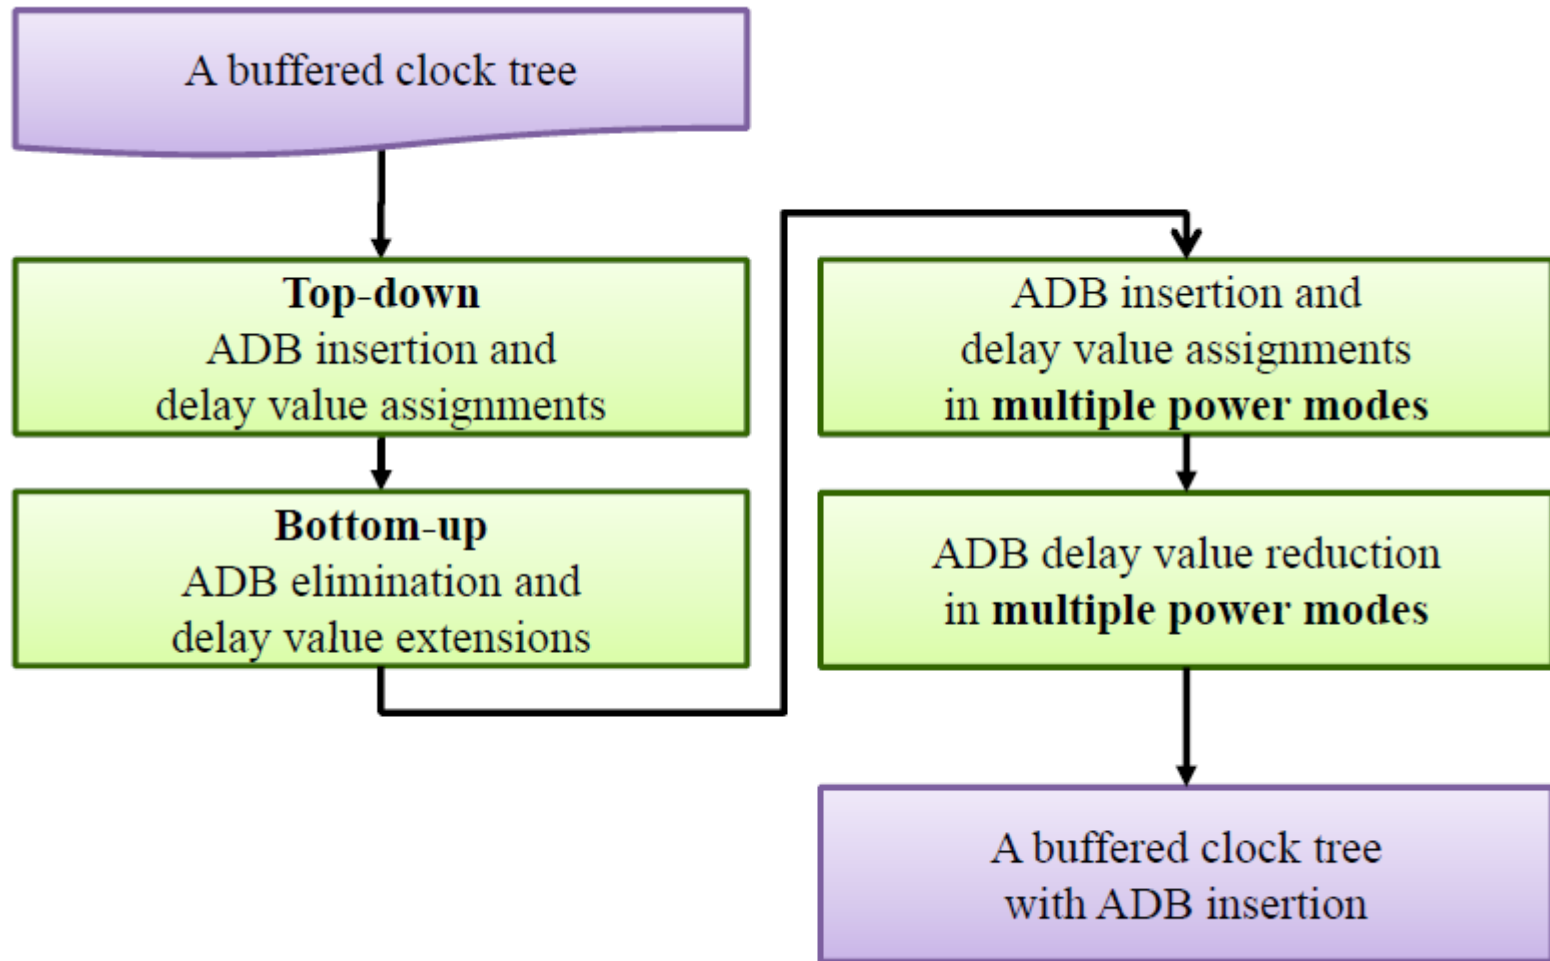 A buffered clock tree
Top-down
ADB insertion and
delay value assignments
Bottom-up
ADB elimination and
delay value extensions
ADB insertion and
delay value assignments
in multiple power modes
ADB delay value reduction
in multiple power modes
A buffered clock tree
with ADB insertion